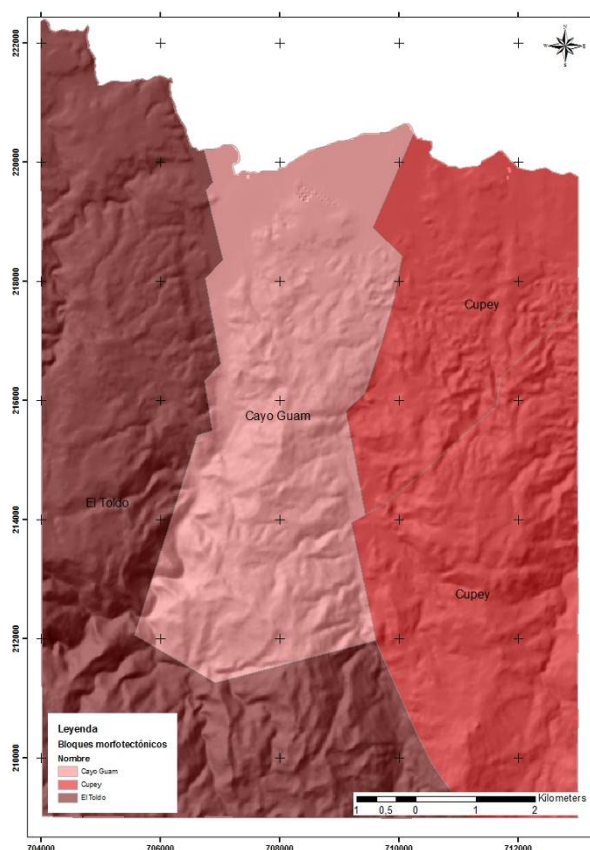 222000
220000
218000
216000
214000
212000
210000
N
W
E
S
Cupey
Cayo Guam
El Toldo
Cupey
Leyenda
Bloques morfotectónicos
Nombre
Cayo Guam
Cupey
El Toldo
Kilometers
1 0,5 0 1 2
704000 706000 708000 710000 712000